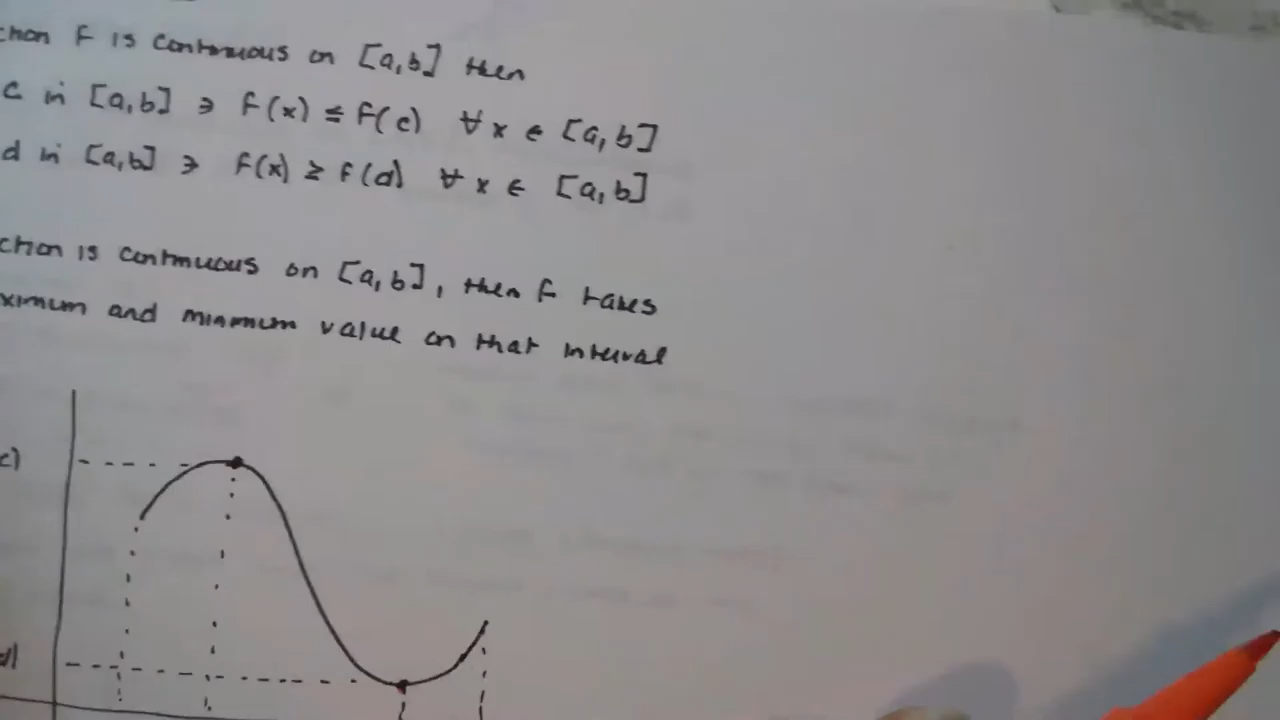 ction f is continuous on [a,b] then
c in [a,b] ∋ f(x) ≤ f(c) ∀ x ∈ [a,b]
d in [a,b] ∋ f(x) ≥ f(d) ∀ x ∈ [a,b]
ction is continuous on [a,b], then f takes
ximum and minimum value on that interval
c)
d)